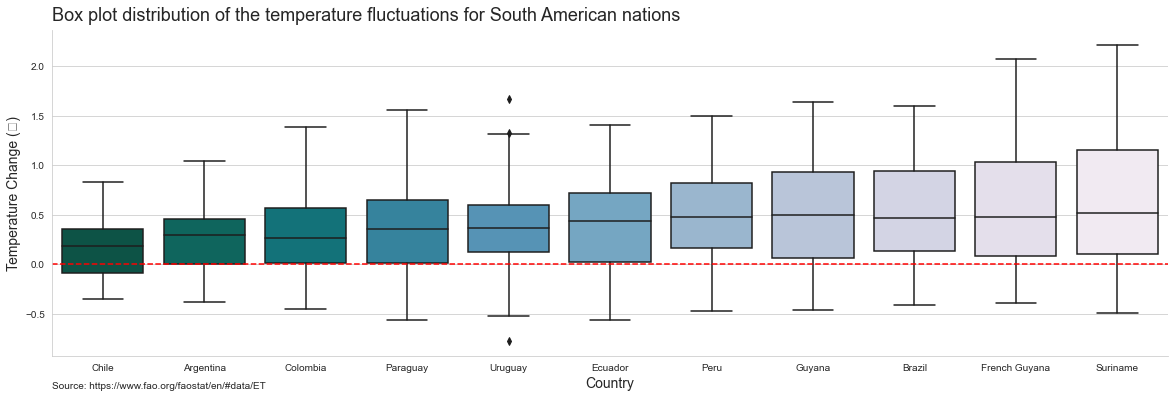 Box plot distribution of the temperature fluctuations for South American nations
Temperature Change (□)
2.0
1.5
1.0
0.5
0.0
−0.5
Chile Argentina Colombia Paraguay Uruguay Ecuador Peru Guyana Brazil French Guyana Suriname
Country
Source: https://www.fao.org/faostat/en/#data/ET